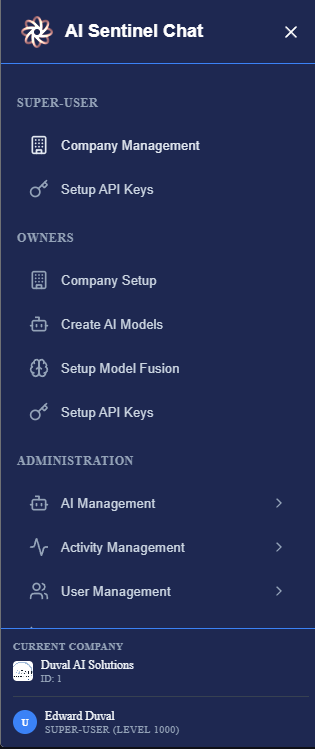 AI Sentinel Chat
SUPER-USER
Company Management
Setup API Keys
OWNERS
Company Setup
Create AI Models
Setup Model Fusion
Setup API Keys
ADMINISTRATION
AI Management
Activity Management
User Management
CURRENT COMPANY
Duval AI Solutions
ID: 1
U
Edward Duval
SUPER-USER (LEVEL 1000)